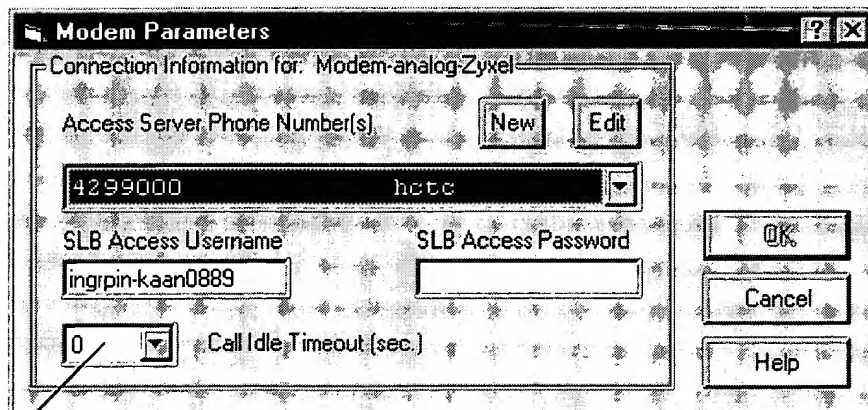 Modem Parameters
Connection Information for: Modem-analog-Zyxel
Access Server Phone Number(s)
New
Edit
4299000 hctc
SLB Access Username
SLB Access Password
ingrpin-kaan0889
0
Call Idle Timeout (sec.)
OK
Cancel
Help